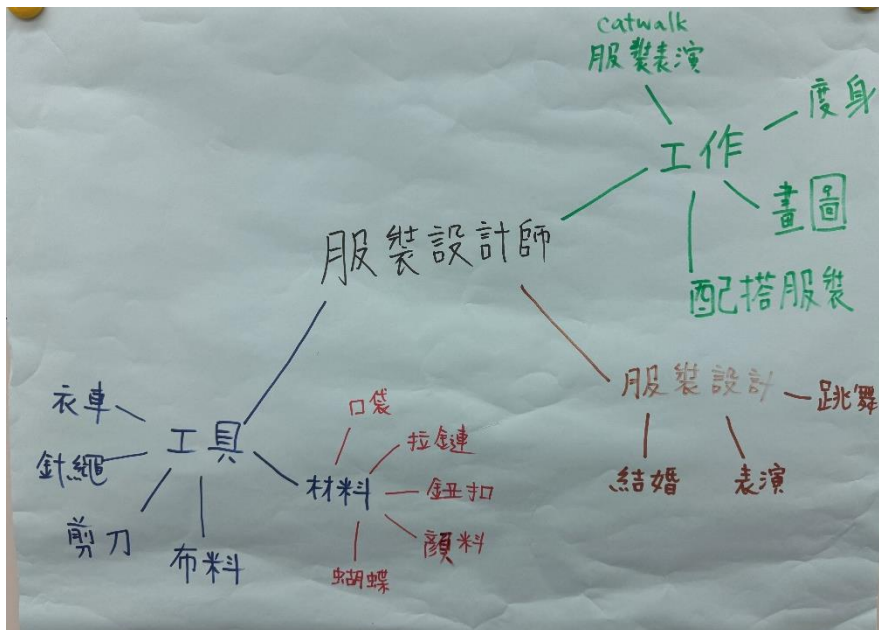 catwalk
服裝表演
度身
工作
畫圖
服裝設計師
配搭服裝
服裝設計
跳舞
結婚
表演
衣車
工具
針繩
剪刀
布料
材料
口袋
拉鏈
鈕扣
顏料
蝴蝶